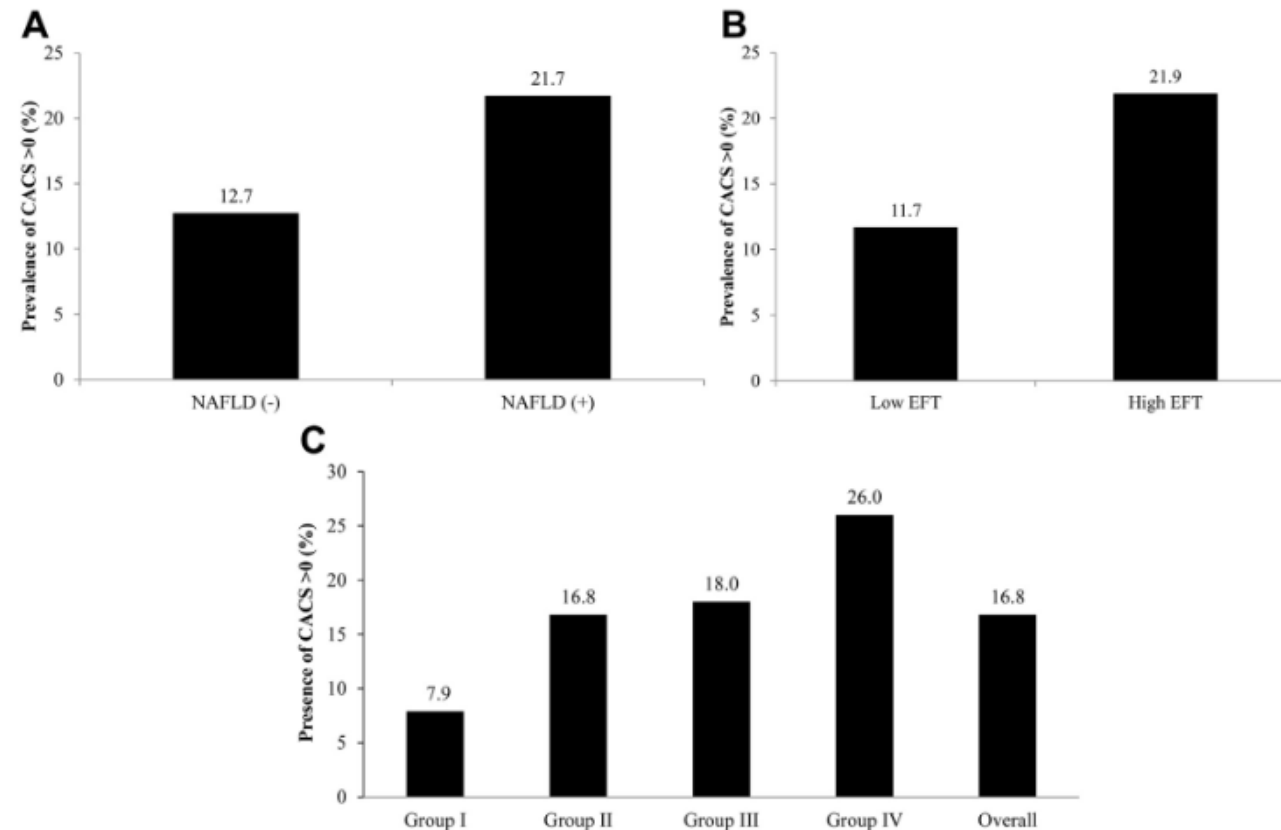 A
Prevalence of CACS >0 (%)
25
20
15
10
5
0
12.7
21.7
NAFLD (-)
NAFLD (+)
B
Prevalence of CACS >0 (%)
25
20
15
10
5
0
11.7
21.9
Low EFT
High EFT
C
Presence of CACS >0 (%)
30
25
20
15
10
5
0
7.9
16.8
18.0
26.0
16.8
Group I
Group II
Group III
Group IV
Overall